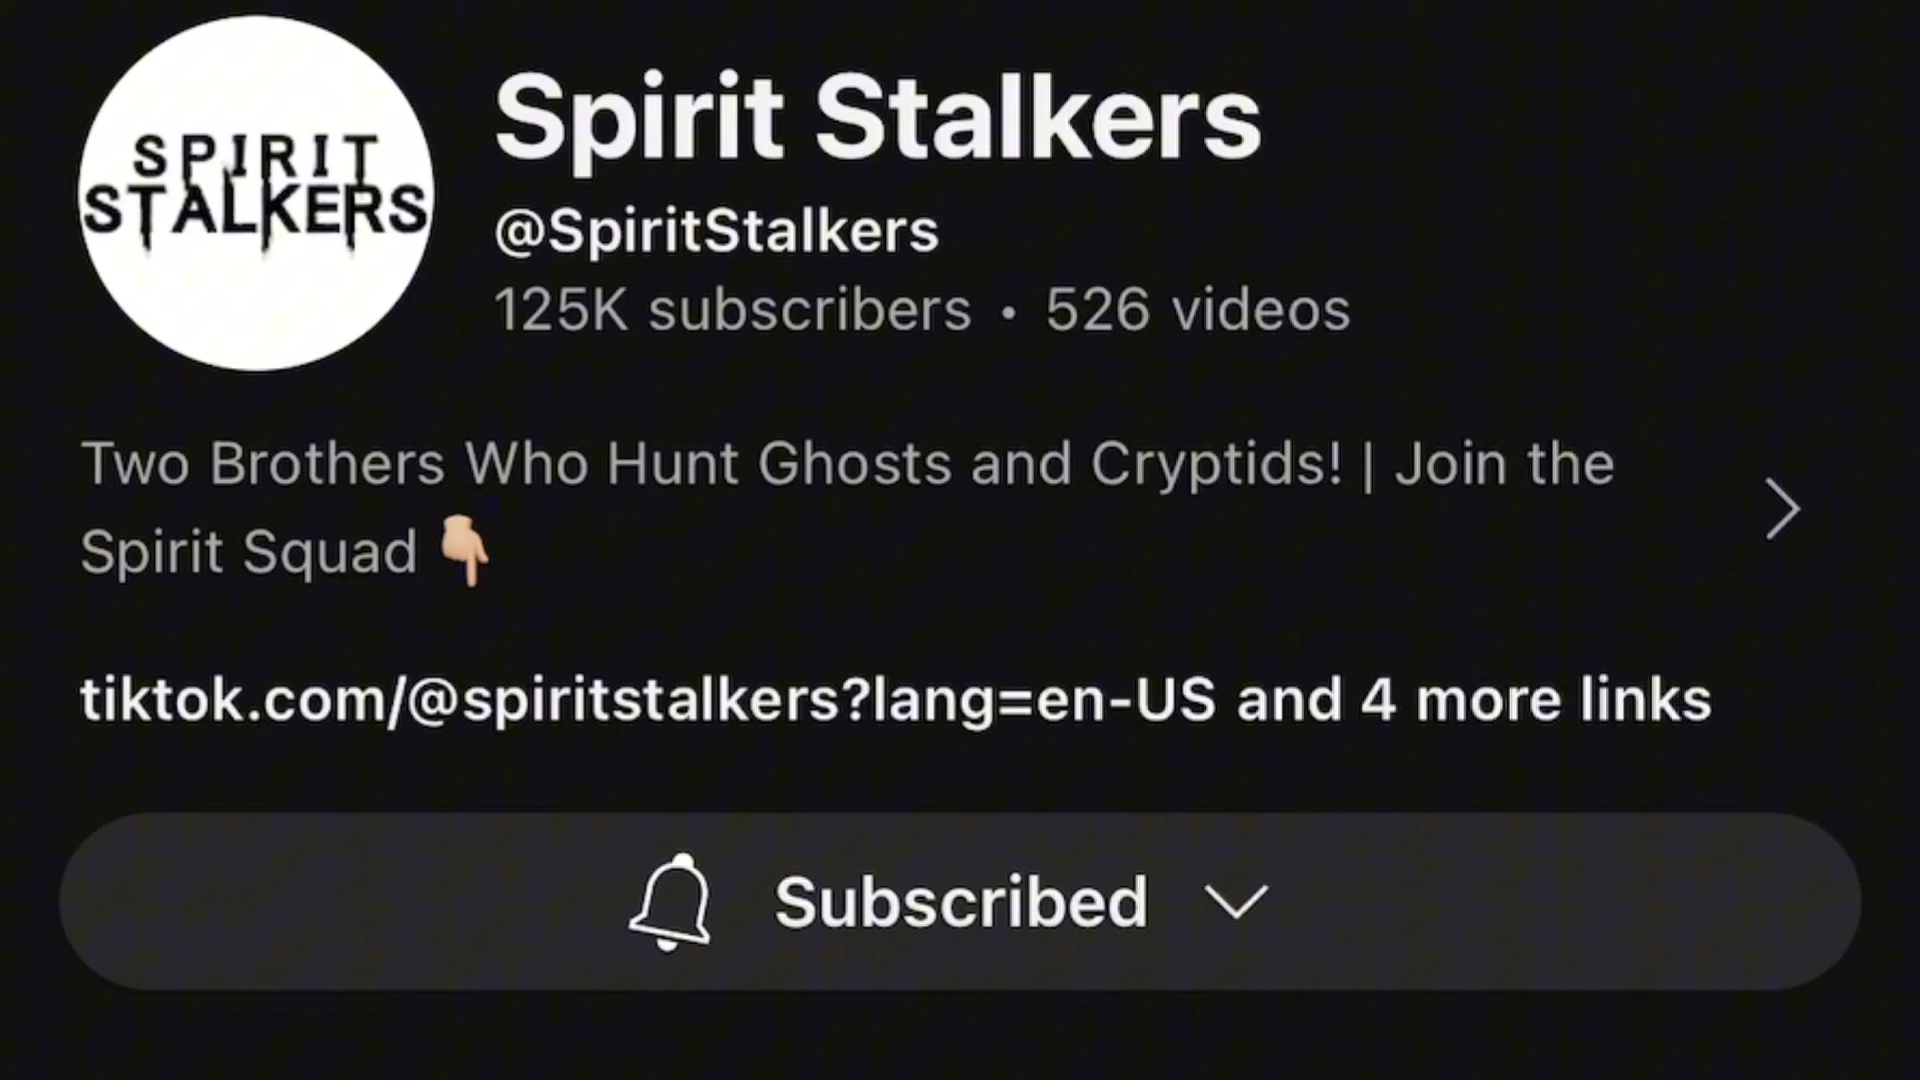 SPIRIT
STALKERS
Spirit Stalkers
@SpiritStalkers
125K subscribers • 526 videos
Two Brothers Who Hunt Ghosts and Cryptids! | Join the
Spirit Squad 👇🏼
tiktok.com/@spiritstalkers?lang=en-US and 4 more links
Subscribed